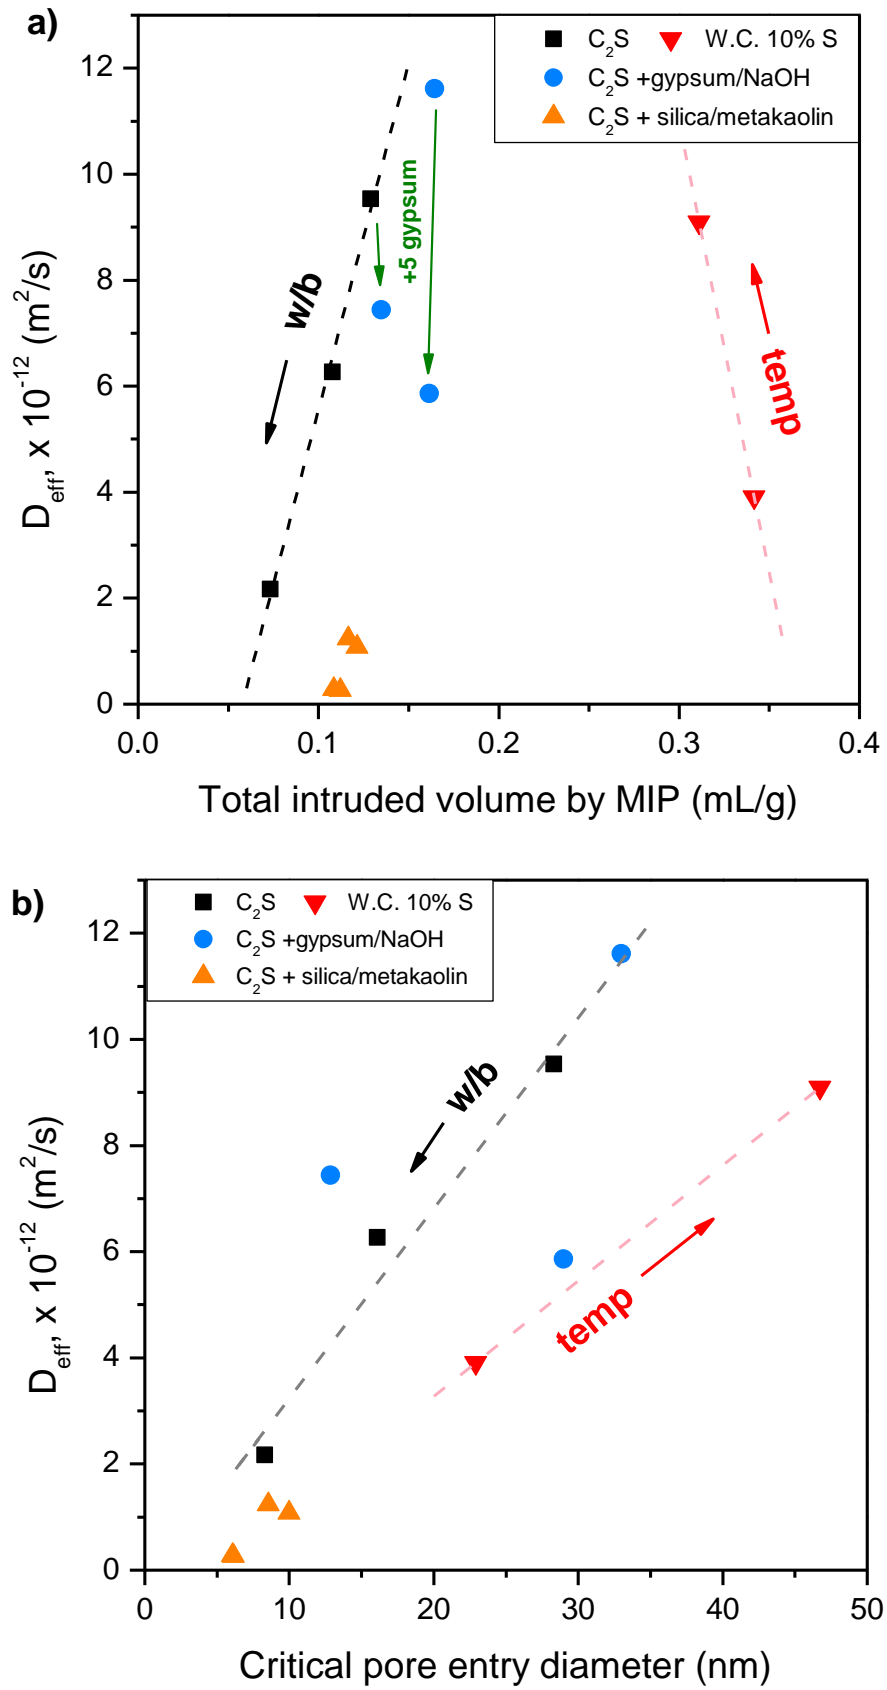 a)
C₂S W.C. 10% S
C₂S +gypsum/NaOH
C₂S + silica/metakaolin
12
10
8
6
4
2
0
D_eff, x 10⁻¹² (m²/s)
w/b
+5 gypsum
temp
0.0 0.1 0.2 0.3 0.4
Total intruded volume by MIP (mL/g)
b)
C₂S W.C. 10% S
C₂S +gypsum/NaOH
C₂S + silica/metakaolin
12
10
8
6
4
2
0
D_eff, x 10⁻¹² (m²/s)
w/b
temp
0 10 20 30 40 50
Critical pore entry diameter (nm)